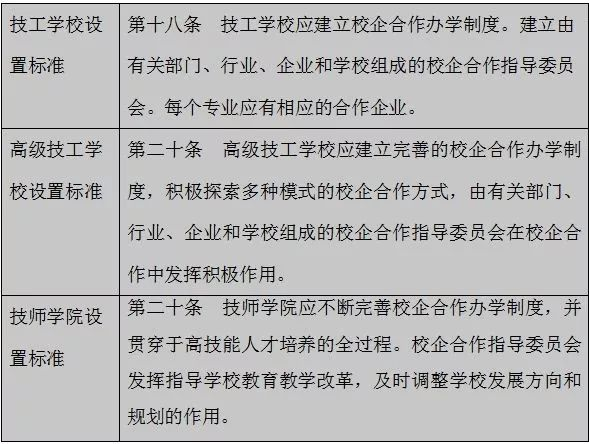 技工学校设
置标准
第十八条 技工学校应建立校企合作办学制度。建立由
有关部门、行业、企业和学校组成的校企合作指导委员
会。每个专业应有相应的合作企业。
高级技工学
校设置标准
第二十条 高级技工学校应建立完善的校企合作办学制
度，积极探索多种模式的校企合作方式，由有关部门、
行业、企业和学校组成的校企合作指导委员会在校企合
作中发挥积极作用。
技师学院设
置标准
第二十条 技师学院应不断完善校企合作办学制度，并
贯穿于高技能人才培养的全过程。校企合作指导委员会
发挥指导学校教育教学改革，及时调整学校发展方向和
规划的作用。